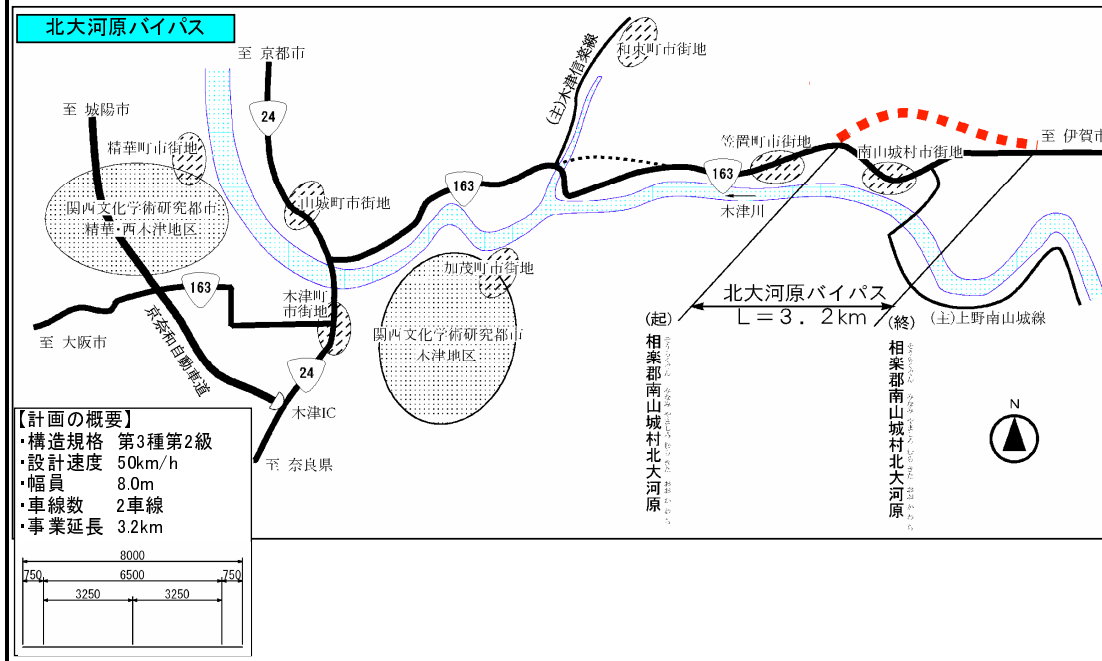 北大河原バイパス
至 京都市
至 城陽市
24
精華町市街地
山城町市街地
関西文化学術研究都市
精華・西木津地区
163
木津町
市街地
至 大阪市
京奈和自動車道
24
木津IC
至 奈良県
163
加茂町市街地
関西文化学術研究都市
木津地区
(主)木津信楽線
和束町市街地
笠置町市街地
163
木津川
南山城村市街地
至 伊賀市
北大河原バイパス
L=3.2km
(主)上野南山城線
(起)
相楽郡南山城村北大河原
(終)
相楽郡南山城村北大河原
N
【計画の概要】
・構造規格 第3種第2級
・設計速度 50km/h
・幅員 8.0m
・車線数 2車線
・事業延長 3.2km
8000
750 6500 750
3250 3250